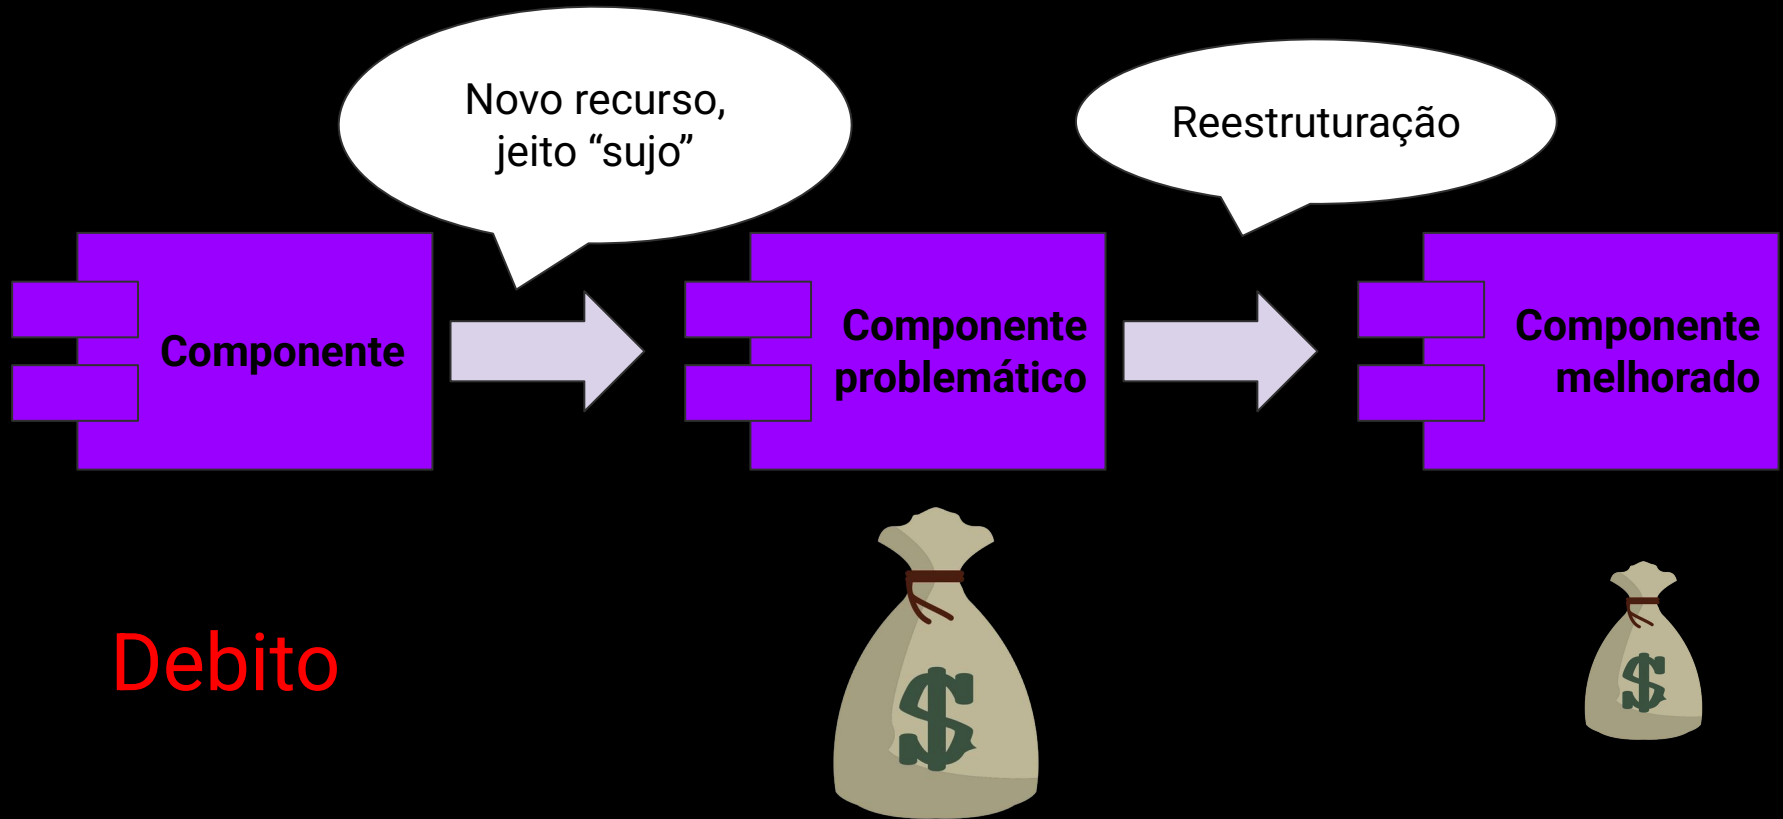 Novo recurso,
jeito “sujo”
Reestruturação
Componente
Componente
problemático
Componente
melhorado
Debito
$
$